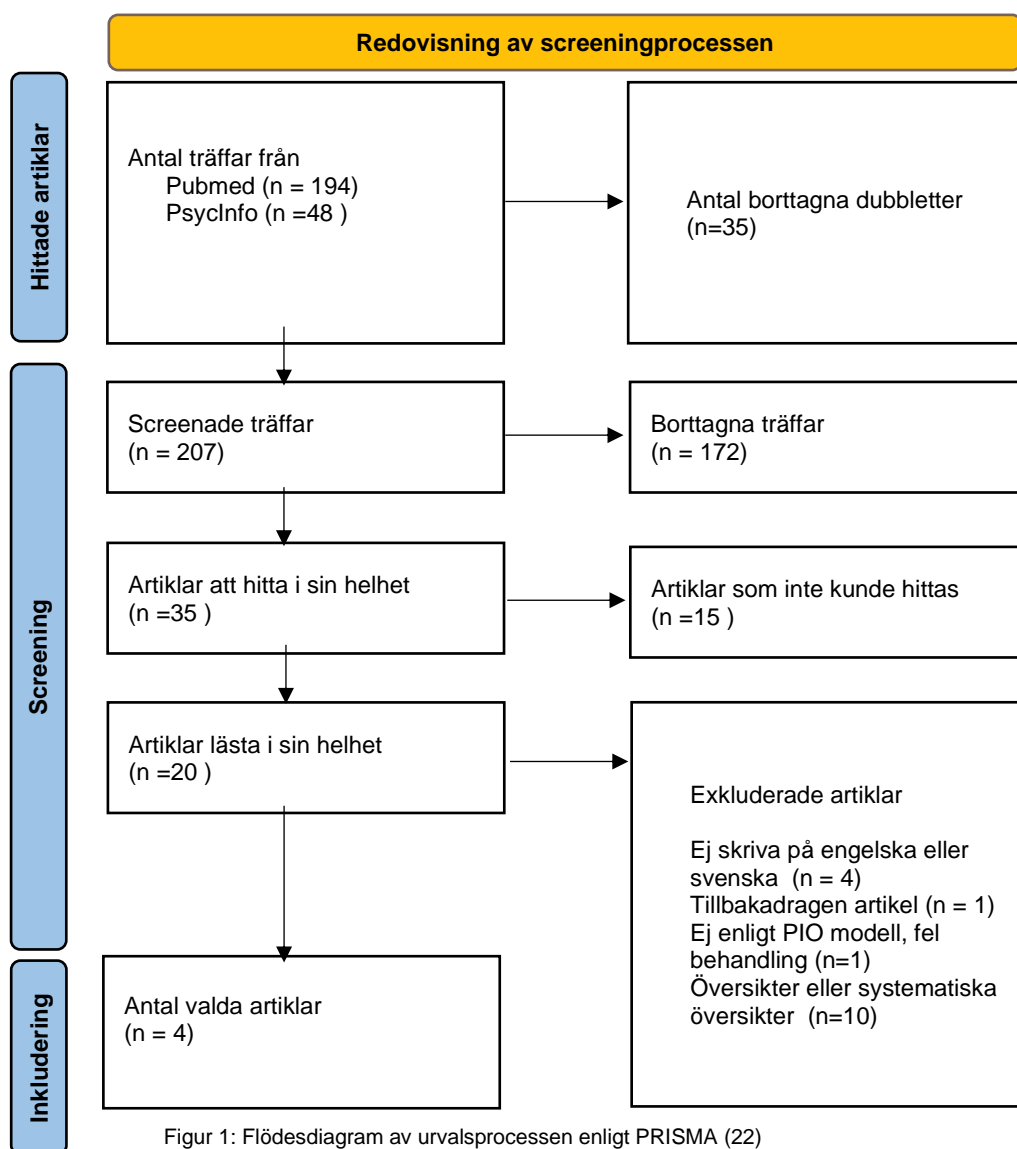 Redovisning av screeningprocessen
Hittade artiklar
Antal träffar från
Pubmed (n = 194)
PsycInfo (n =48 )
Antal borttagna dubbletter
(n=35)
Screening
Screenade träffar
(n = 207)
Borttagna träffar
(n = 172)
Artiklar att hitta i sin helhet
(n =35 )
Artiklar som inte kunde hittas
(n =15 )
Artiklar lästa i sin helhet
(n =20 )
Exkluderade artiklar
Ej skriva på engelska eller
svenska (n = 4)
Tillbakadragen artikel (n = 1)
Ej enligt PIO modell, fel
behandling (n=1)
Översikter eller systematiska
översikter (n=10)
Inkludering
Antal valda artiklar
(n = 4)
Figur 1: Flödesdiagram av urvalsprocessen enligt PRISMA (22)